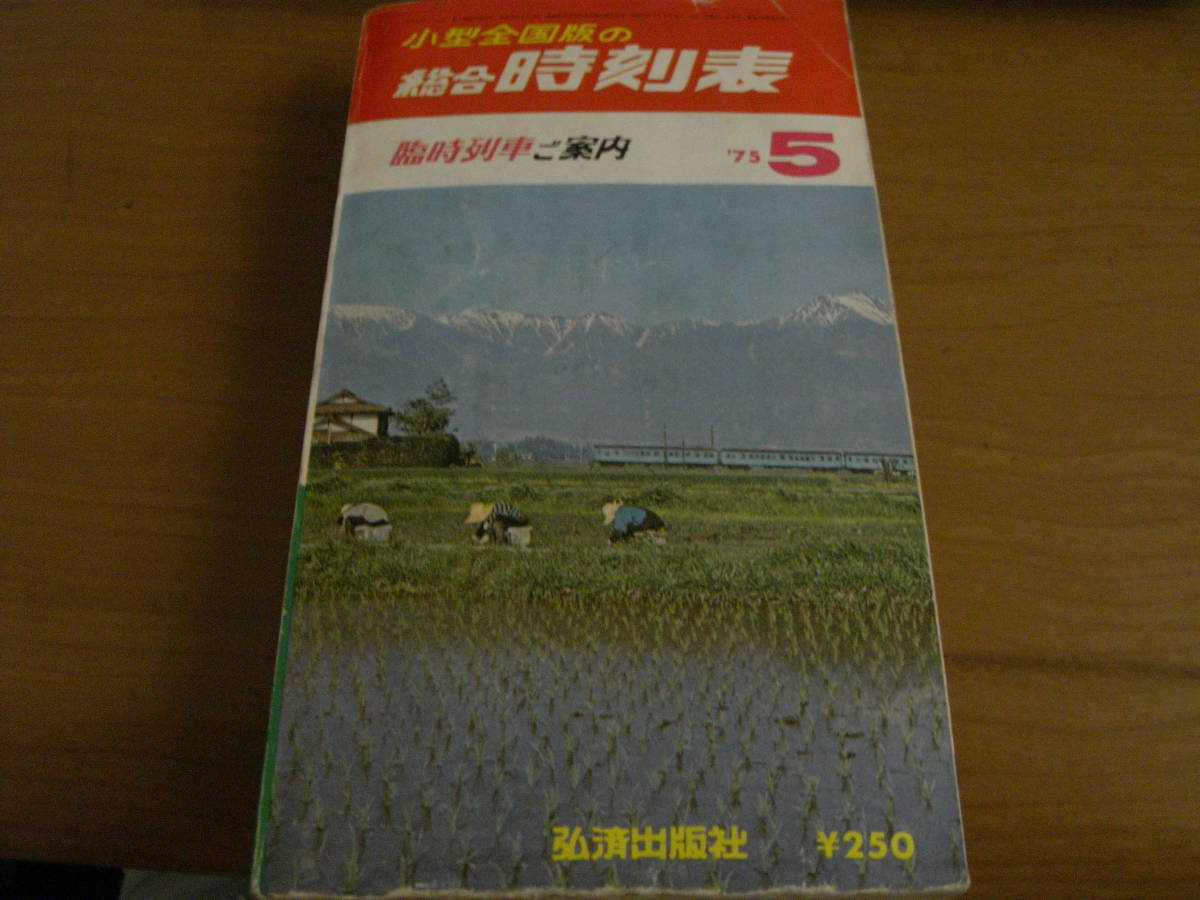 小型全国版の
総合時刻表
臨時列車ご案内
'75 5
弘済出版社 ¥250